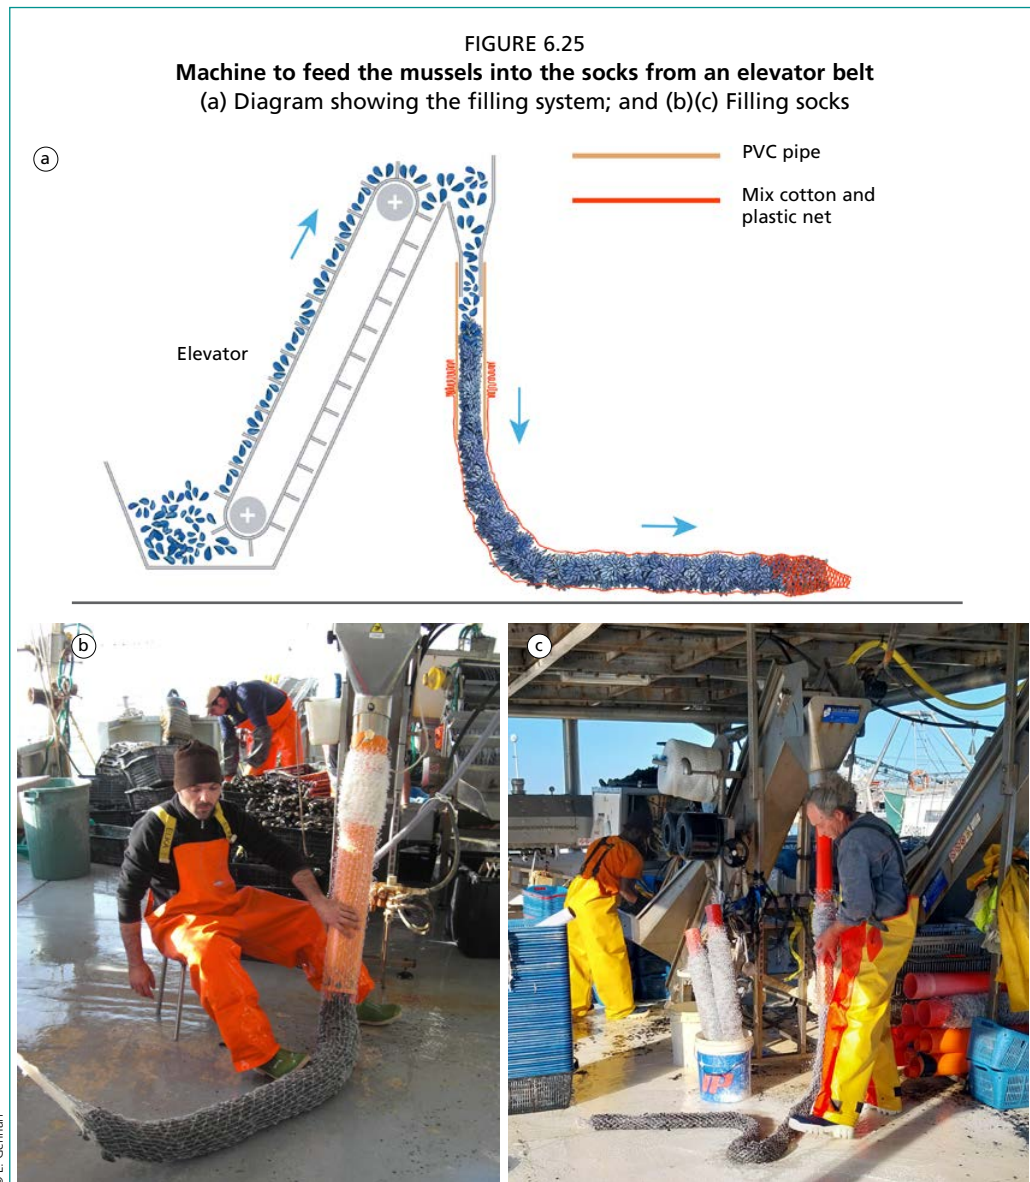 FIGURE 6.25
Machine to feed the mussels into the socks from an elevator belt
(a) Diagram showing the filling system; and (b)(c) Filling socks
a
PVC pipe
Mix cotton and
plastic net
Elevator
b
c